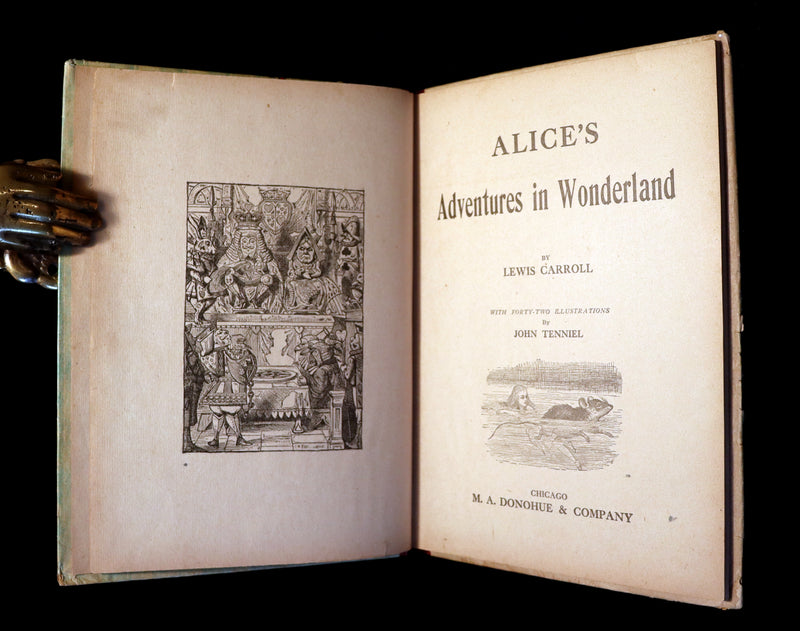 ALICE'S
Adventures in Wonderland
BY
LEWIS CARROLL
WITH FORTY-TWO ILLUSTRATIONS
By
JOHN TENNIEL
CHICAGO
M. A. DONOHUE & COMPANY